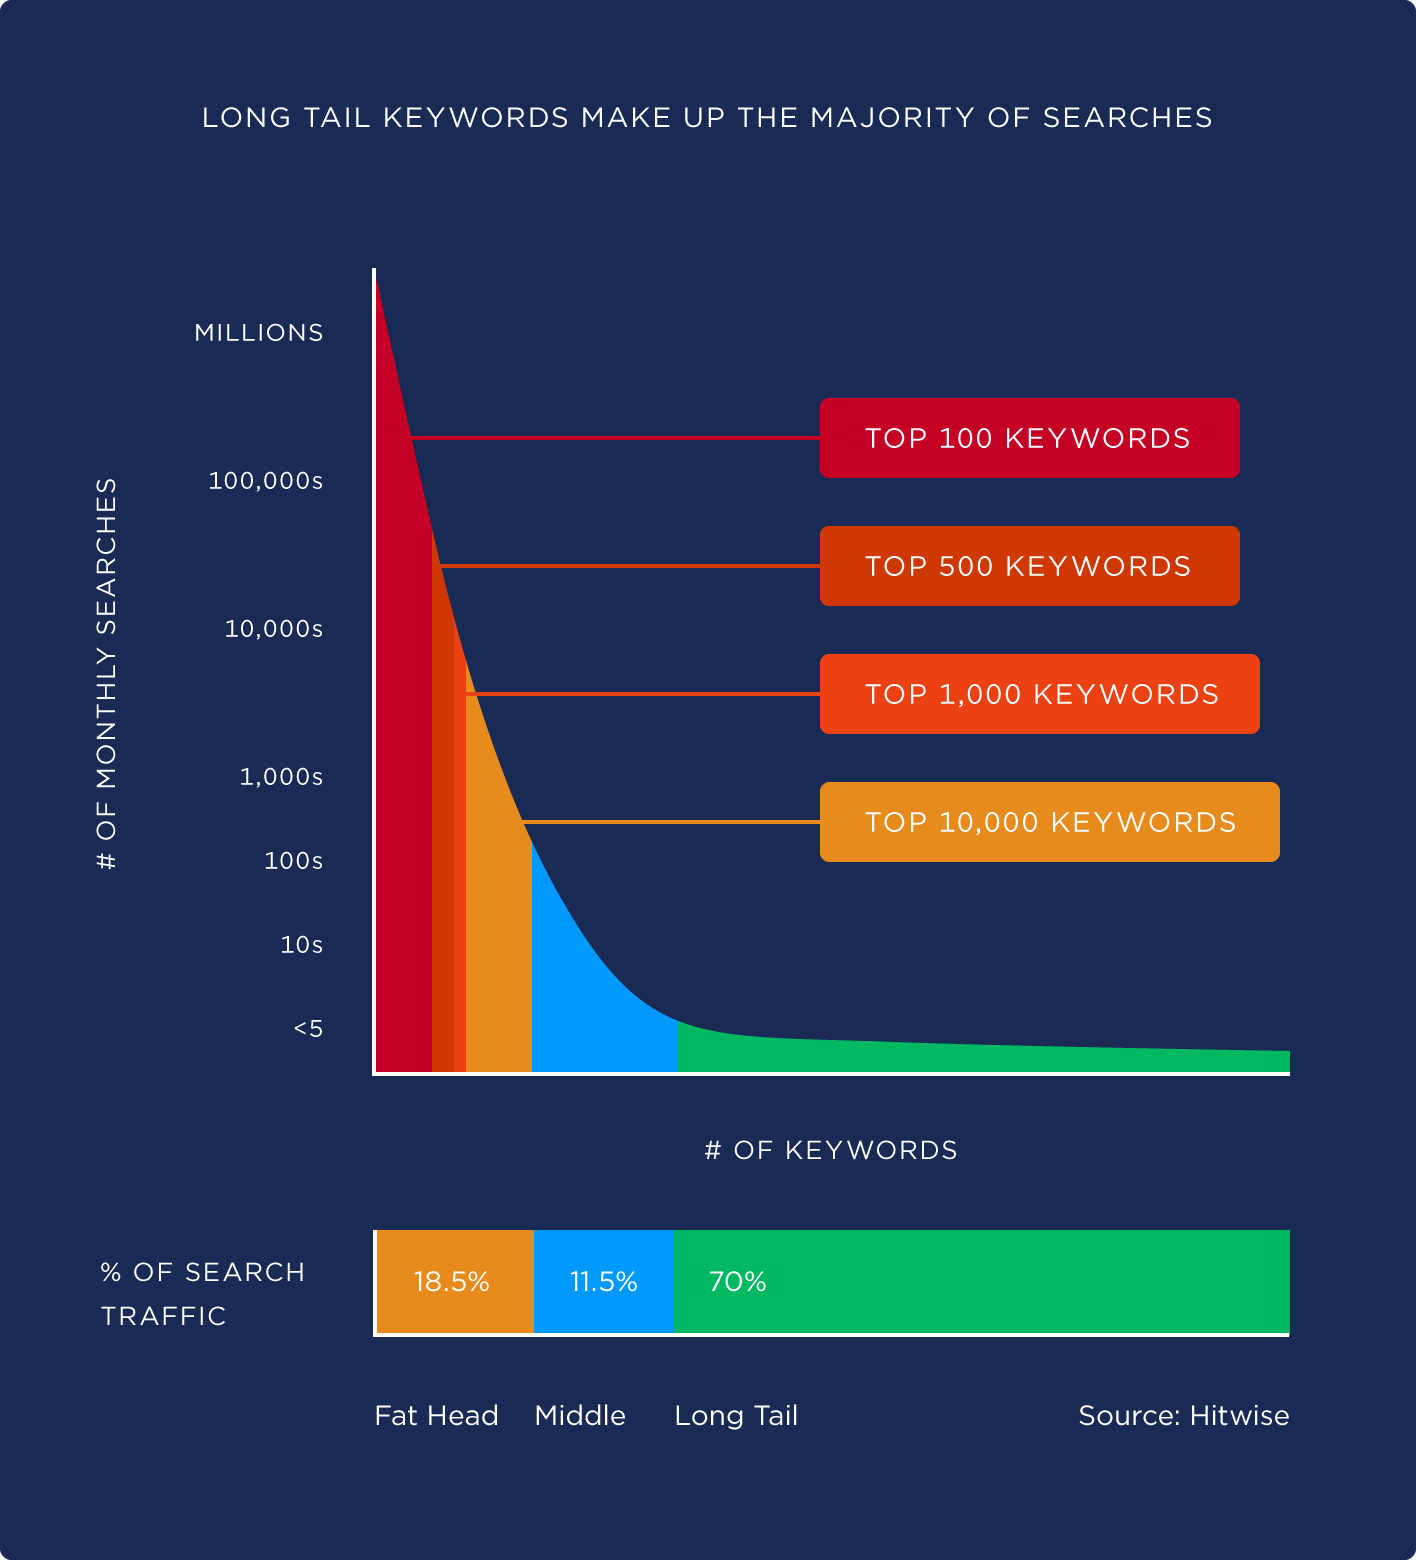 LONG TAIL KEYWORDS MAKE UP THE MAJORITY OF SEARCHES
# OF MONTHLY SEARCHES
MILLIONS
100,000s
10,000s
1,000s
100s
10s
<5
TOP 100 KEYWORDS
TOP 500 KEYWORDS
TOP 1,000 KEYWORDS
TOP 10,000 KEYWORDS
# OF KEYWORDS
% OF SEARCH
TRAFFIC
18.5%
11.5%
70%
Fat Head
Middle
Long Tail
Source: Hitwise